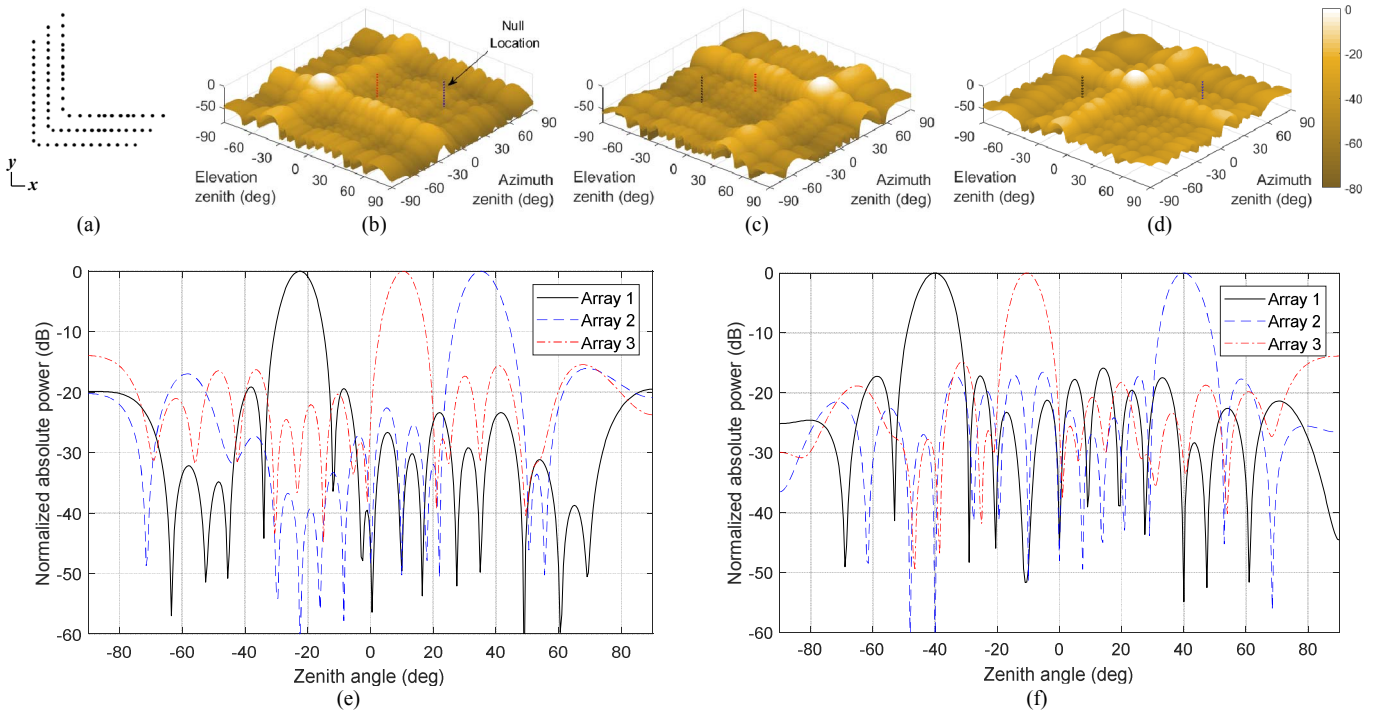 y
x
(a)
0
-50
-90
-60
-30
0
30
60
90
-90
-60
-30
0
30
60
90
Elevation
zenith (deg)
Azimuth
zenith (deg)
Null
Location
(b)
0
-50
-90
-60
-30
0
30
60
90
-90
-60
-30
0
30
60
90
Elevation
zenith (deg)
Azimuth
zenith (deg)
(c)
0
-50
-90
-60
-30
0
30
60
90
-90
-60
-30
0
30
60
90
Elevation
zenith (deg)
Azimuth
zenith (deg)
(d)
0
-20
-40
-60
-80
Normalized absolute power (dB)
0
-10
-20
-30
-40
-50
-60
-80 -60 -40 -20 0 20 40 60 80
Zenith angle (deg)
Array 1
Array 2
Array 3
(e)
Normalized absolute power (dB)
0
-10
-20
-30
-40
-50
-60
-80 -60 -40 -20 0 20 40 60 80
Zenith angle (deg)
Array 1
Array 2
Array 3
(f)